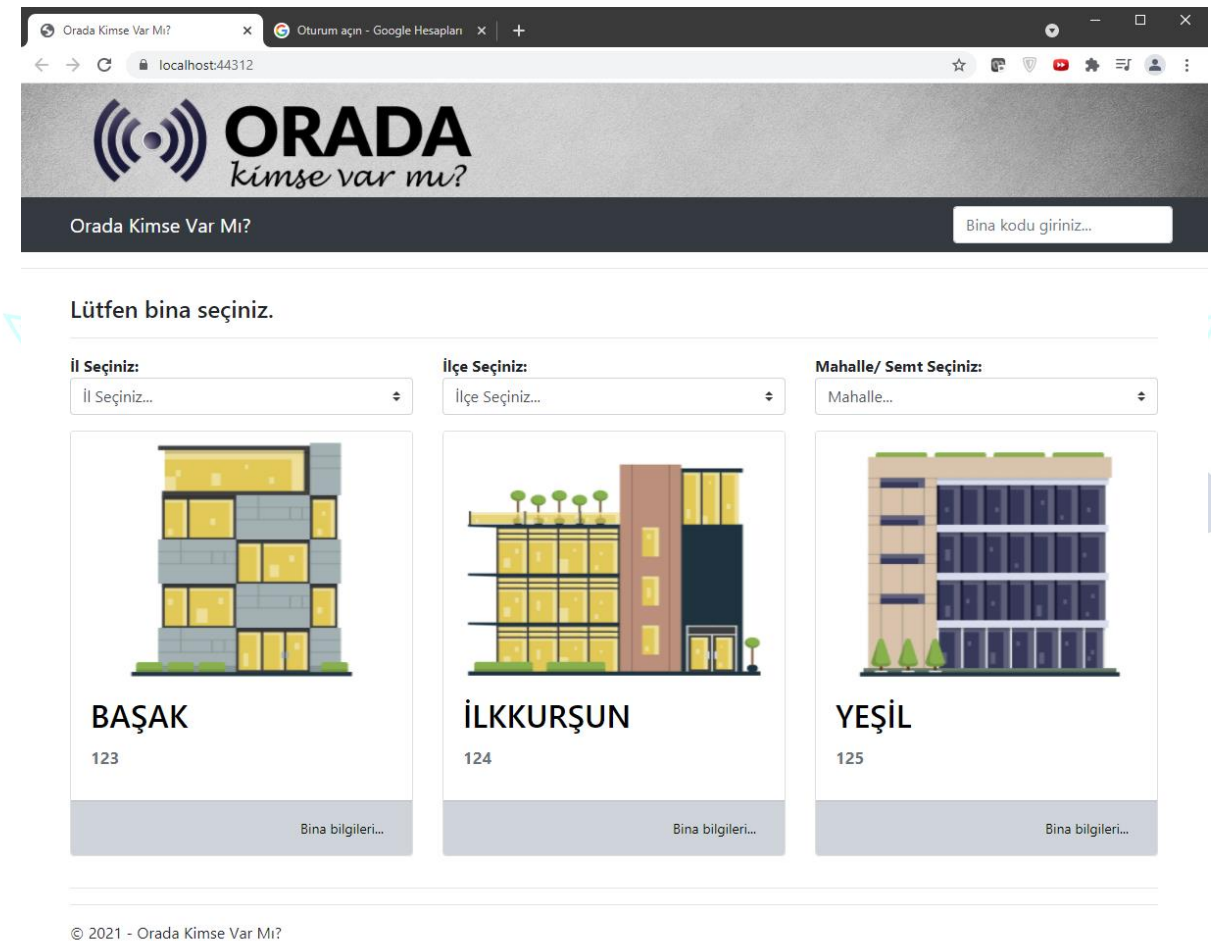 Orada Kimse Var Mı?
Oturum açın - Google Hesapları
localhost:44312
ORADA
kimse var mı?
Orada Kimse Var Mı?
Bina kodu giriniz...
Lütfen bina seçiniz.
İl Seçiniz:
İlçe Seçiniz:
Mahalle/ Semt Seçiniz:
İl Seçiniz...
İlçe Seçiniz...
Mahalle...
BAŞAK
İLKKURŞUN
YEŞİL
123
124
125
Bina bilgileri...
Bina bilgileri...
Bina bilgileri...
© 2021 - Orada Kimse Var Mı?